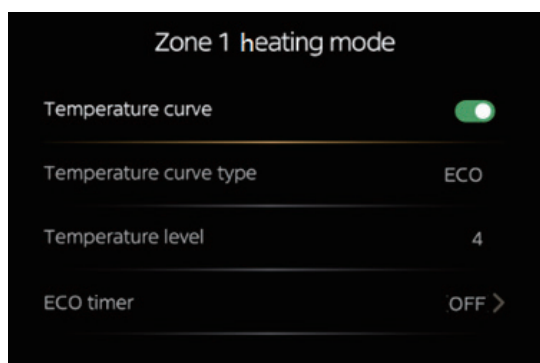 Zone 1 heating mode
Temperature curve
Temperature curve type ECO
Temperature level 4
ECO timer OFF >